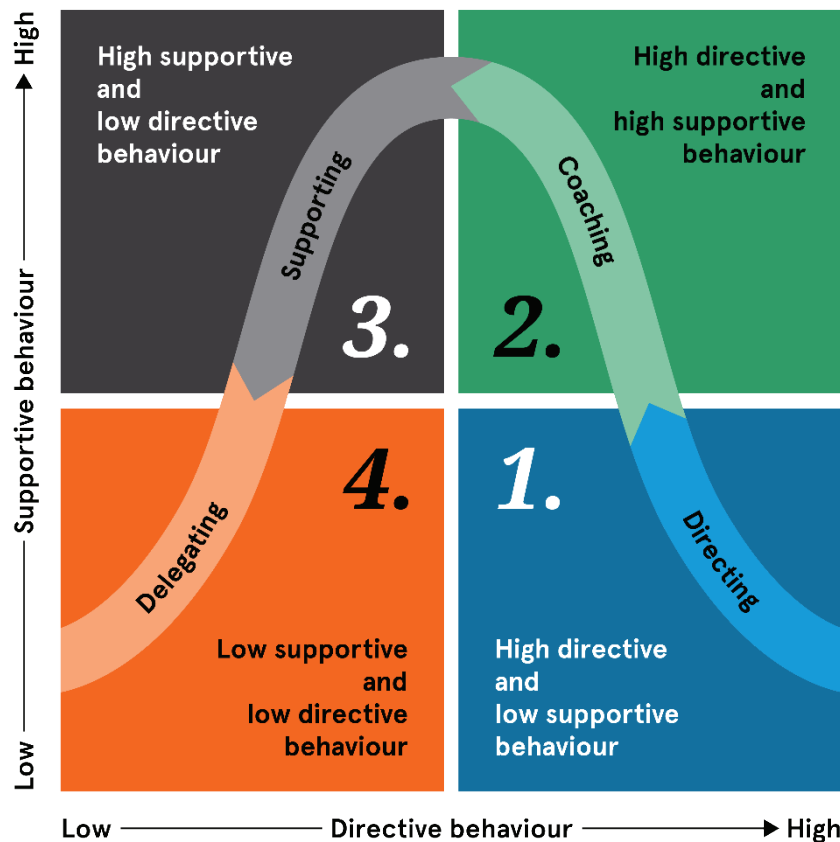 High supportive
and
low directive
behaviour
High directive
and
high supportive
behaviour
Supporting
Coaching
3.
2.
4.
1.
Delegating
Directing
Low supportive
and
low directive
behaviour
High directive
and
low supportive
behaviour
Low Supportive behaviour High
Low Directive behaviour High